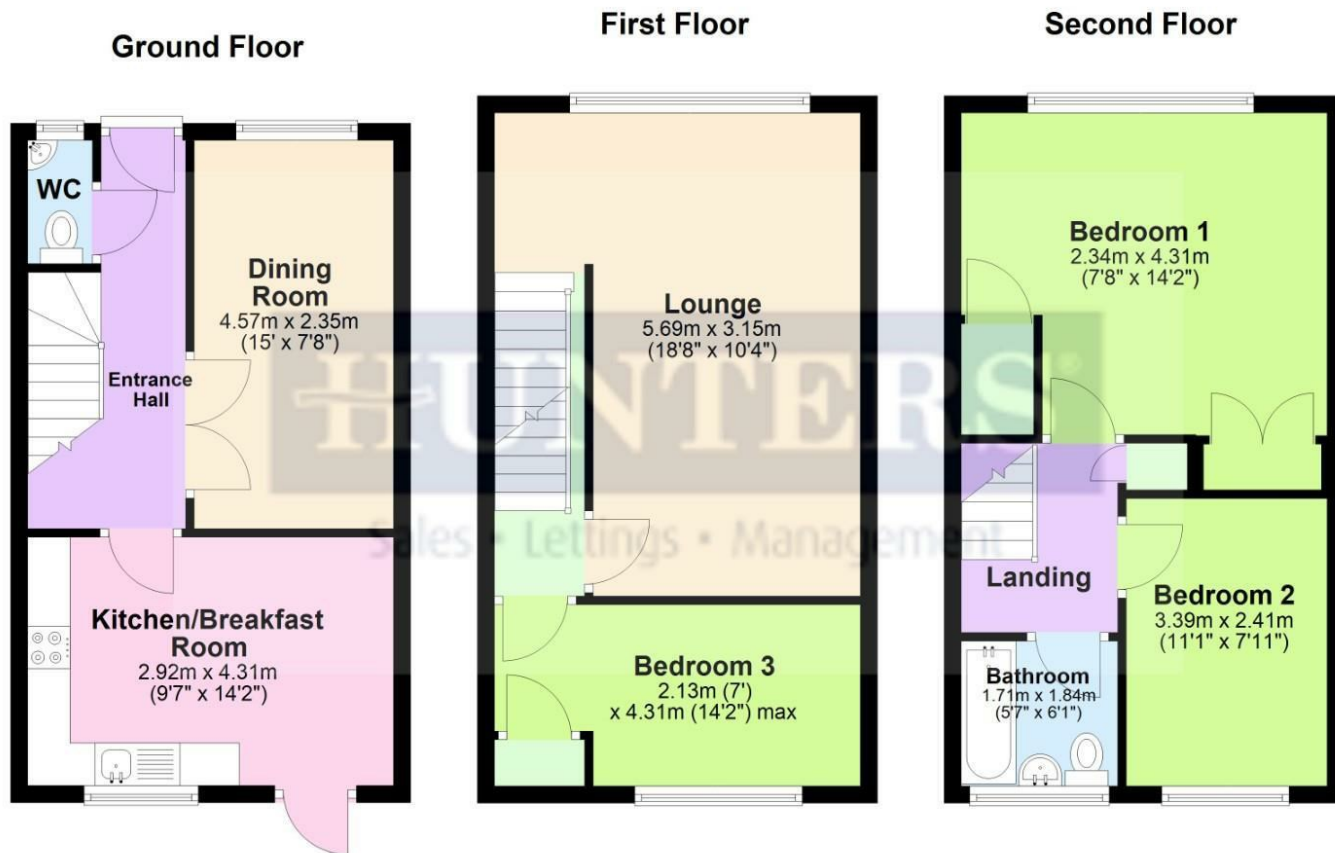 Ground Floor
First Floor
Second Floor
WC
Dining
Room
4.57m x 2.35m
(15' x 7'8")
Entrance
Hall
Kitchen/Breakfast
Room
2.92m x 4.31m
(9'7" x 14'2")
Lounge
5.69m x 3.15m
(18'8" x 10'4")
Bedroom 3
2.13m (7')
x 4.31m (14'2") max
Bedroom 1
2.34m x 4.31m
(7'8" x 14'2")
Landing
Bedroom 2
3.39m x 2.41m
(11'1" x 7'11")
Bathroom
1.71m x 1.84m
(5'7" x 6'1")
HUNTERS®
Sales • Lettings • Management